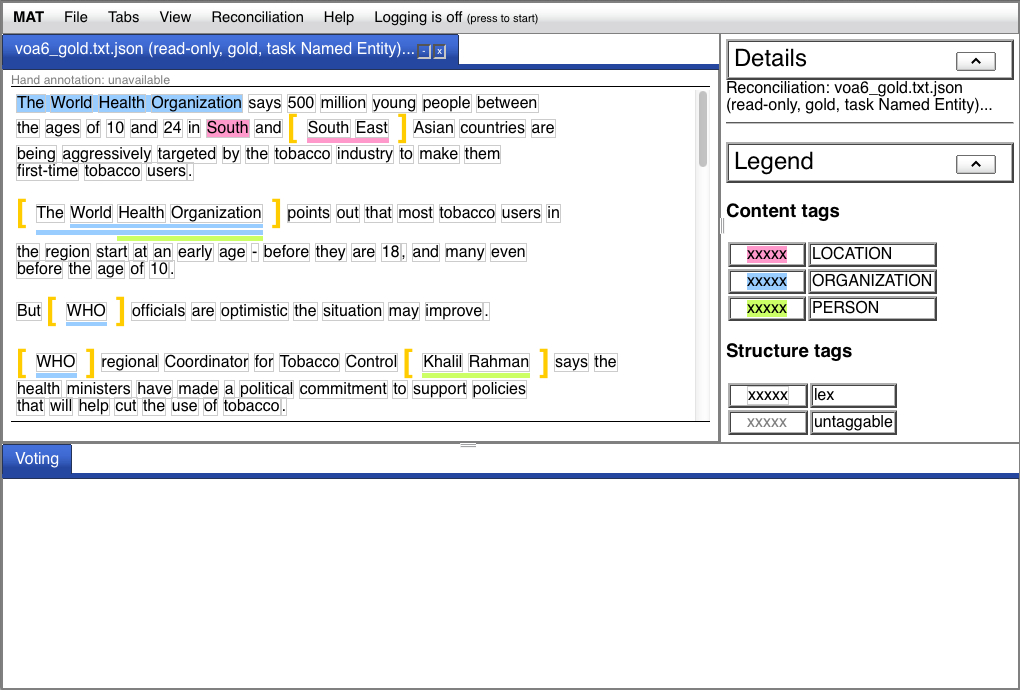 MAT File Tabs View Reconciliation Help Logging is off (press to start)
voa6_gold.txt.json (read-only, gold, task Named Entity)... - x
Hand annotation: unavailable
The World Health Organization says 500 million young people between
the ages of 10 and 24 in South and [ South East ] Asian countries are
being aggressively targeted by the tobacco industry to make them
first-time tobacco users.
[ The World Health Organization ] points out that most tobacco users in
the region start at an early age - before they are 18, and many even
before the age of 10.
But [ WHO ] officials are optimistic the situation may improve.
[ WHO ] regional Coordinator for Tobacco Control [ Khalil Rahman ] says the
health ministers have made a political commitment to support policies
that will help cut the use of tobacco.
Details
Reconciliation: voa6_gold.txt.json
(read-only, gold, task Named Entity)...
Legend
Content tags
xxxxx LOCATION
xxxxx ORGANIZATION
xxxxx PERSON
Structure tags
xxxxx lex
xxxxx untaggable
Voting